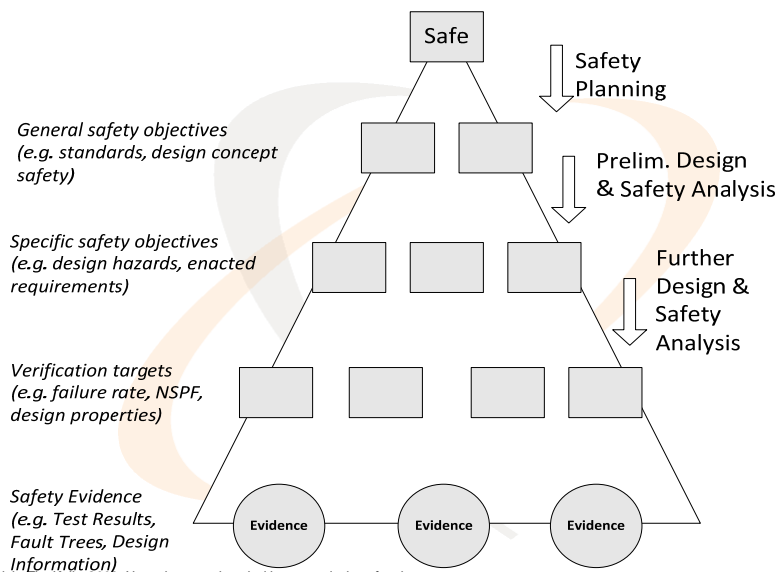 Safe
Safety
Planning
General safety objectives
(e.g. standards, design concept
safety)
Prelim. Design
& Safety Analysis
Specific safety objectives
(e.g. design hazards, enacted
requirements)
Further
Design &
Safety
Analysis
Verification targets
(e.g. failure rate, NSPF,
design properties)
Safety Evidence
(e.g. Test Results,
Fault Trees, Design
Information)
Evidence
Evidence
Evidence